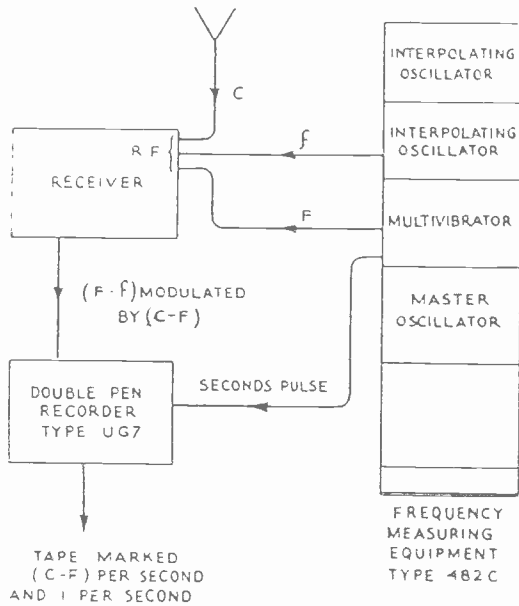 INTERPOLATING
OSCILLATOR
C
INTERPOLATING
OSCILLATOR
RF
f
RECEIVER
F
MULTIVIBRATOR
(F-f) MODULATED
BY (C-F)
MASTER
OSCILLATOR
DOUBLE PEN
RECORDER
TYPE UG7
SECONDS PULSE
TAPE MARKED
(C-F) PER SECOND
AND 1 PER SECOND
FREQUENCY
MEASURING
EQUIPMENT
TYPE 482C